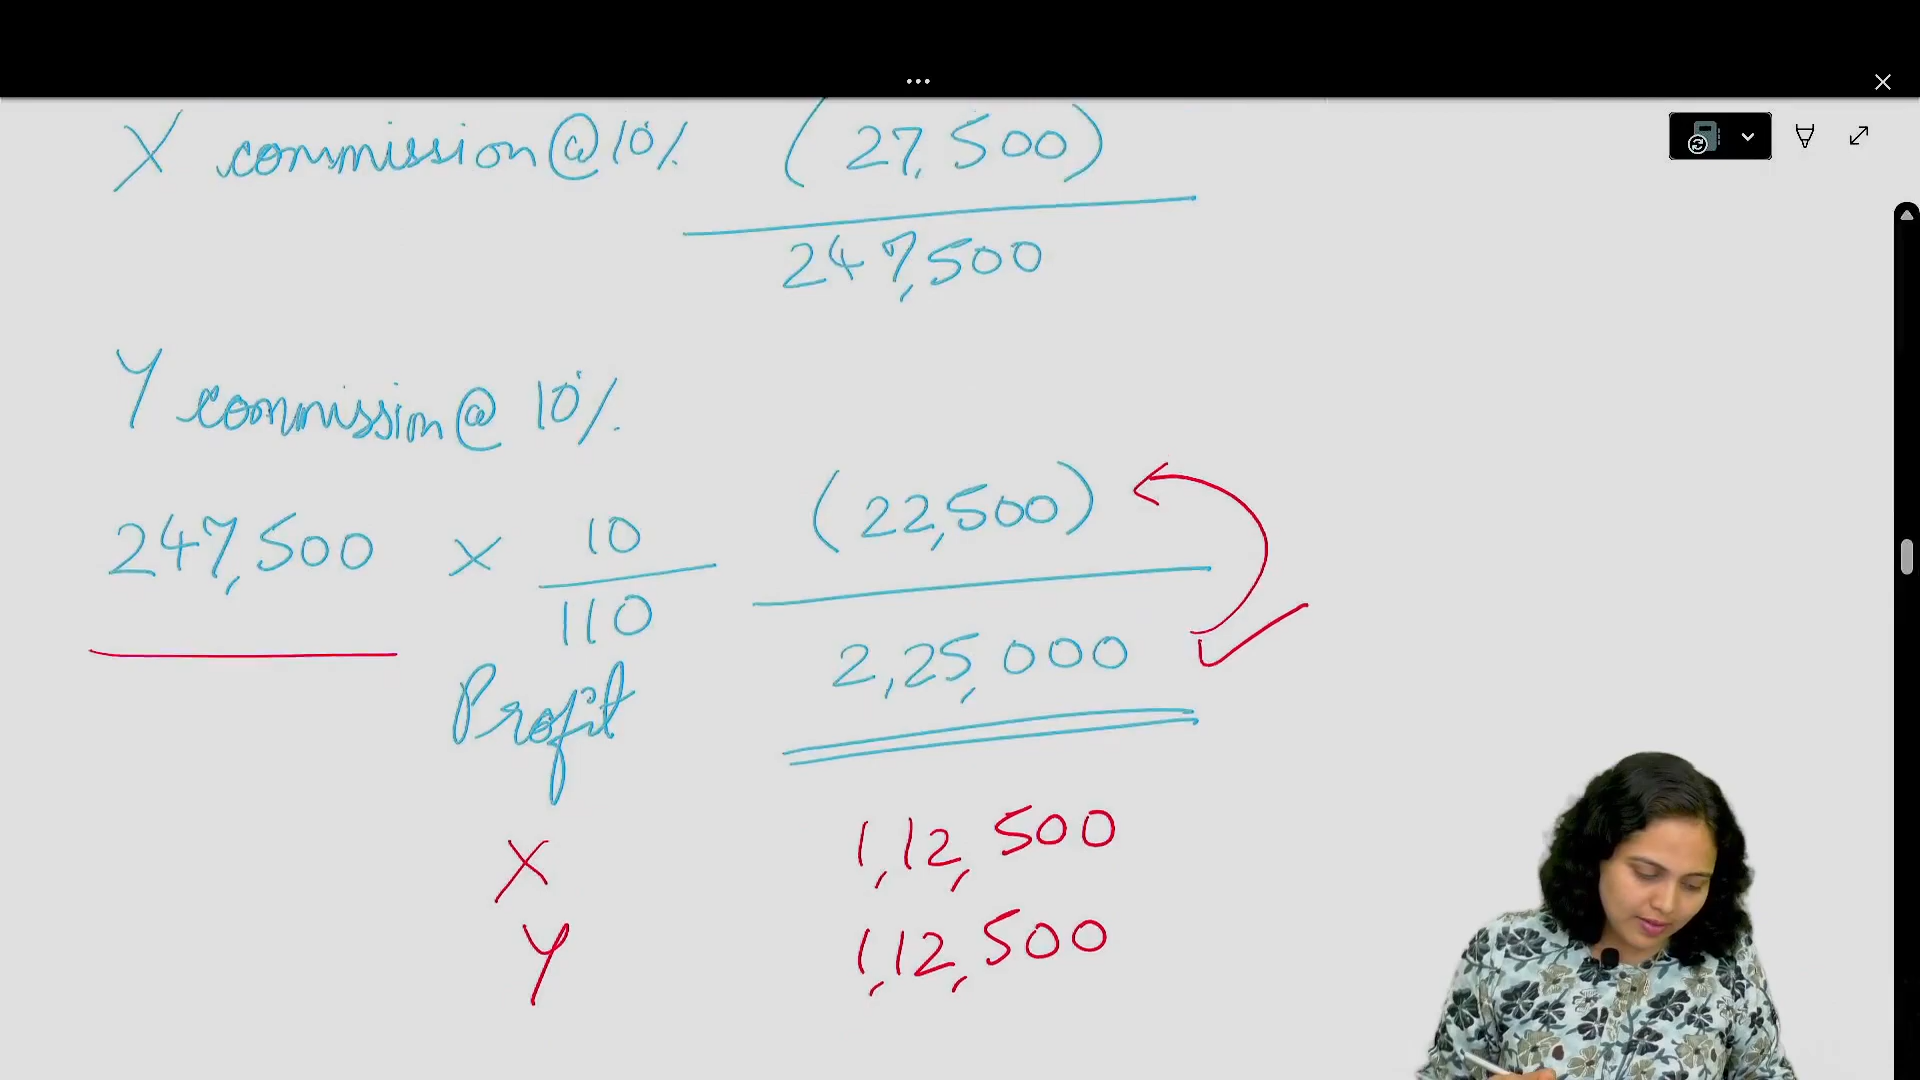 X commission @ 10% (27,500)
247,500
Y commission @ 10%
(22,500)
247,500 x 10
110
2,25,000
Profit
X 1,12,500
Y 1,12,500